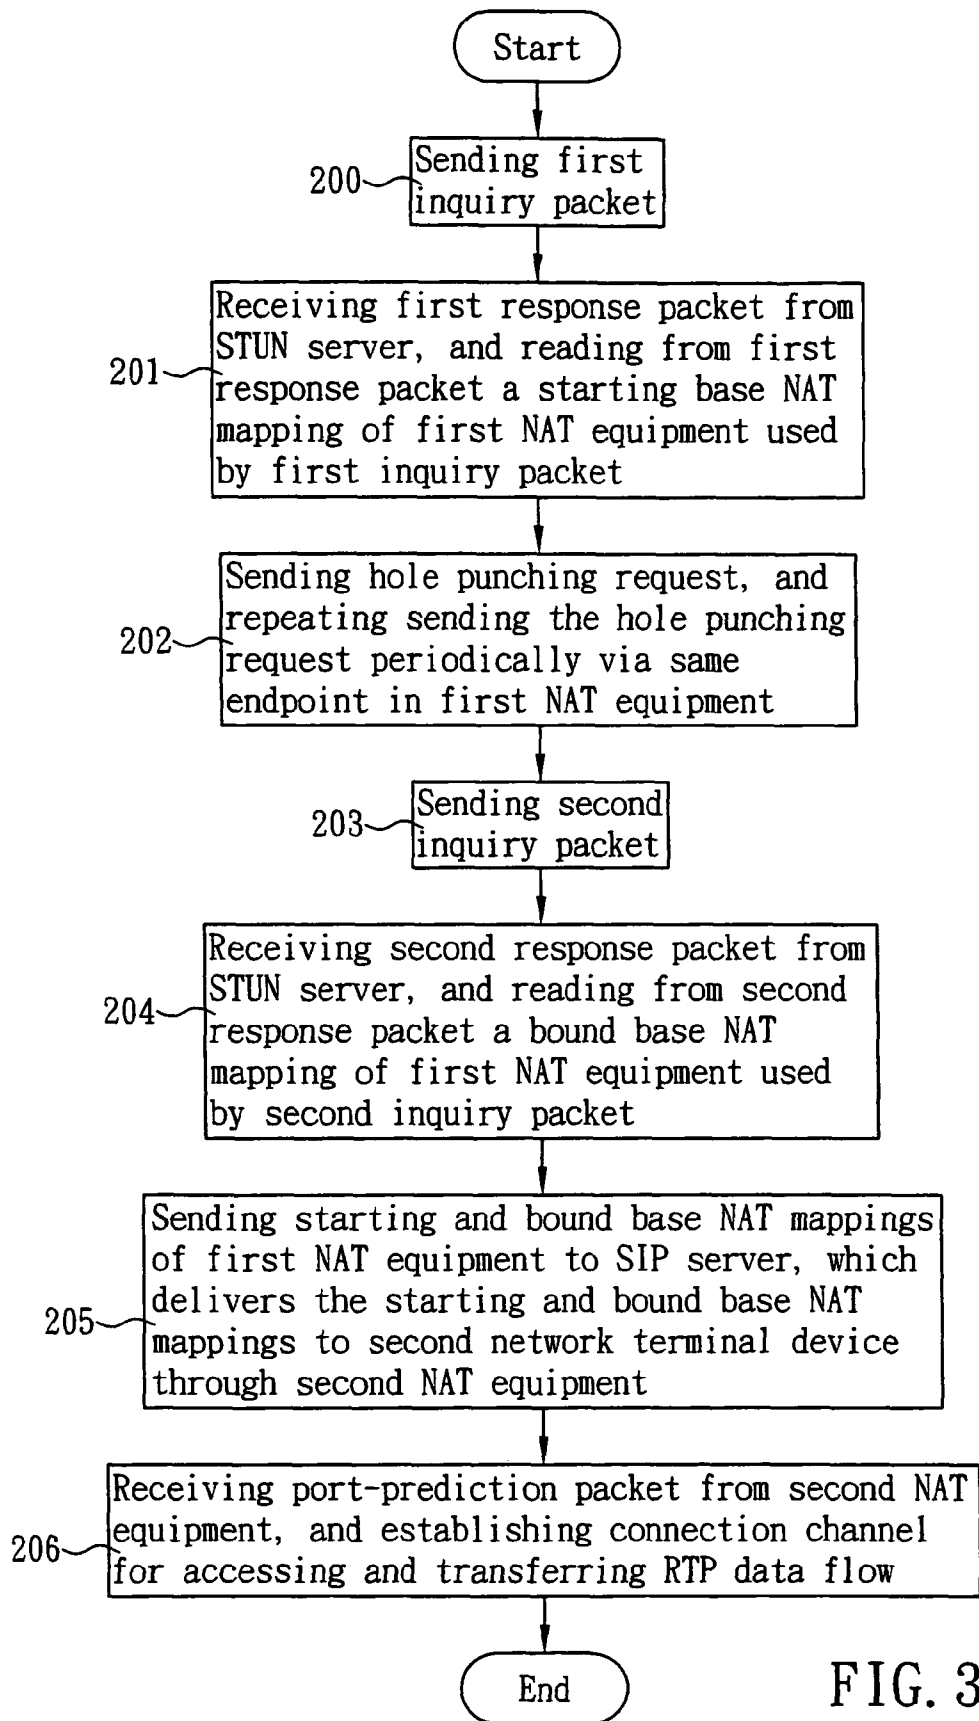 Start
200
Sending first
inquiry packet
201
Receiving first response packet from
STUN server, and reading from first
response packet a starting base NAT
mapping of first NAT equipment used
by first inquiry packet
202
Sending hole punching request, and
repeating sending the hole punching
request periodically via same
endpoint in first NAT equipment
203
Sending second
inquiry packet
204
Receiving second response packet from
STUN server, and reading from second
response packet a bound base NAT
mapping of first NAT equipment used
by second inquiry packet
205
Sending starting and bound base NAT mappings
of first NAT equipment to SIP server, which
delivers the starting and bound base NAT
mappings to second network terminal device
through second NAT equipment
206
Receiving port-prediction packet from second NAT
equipment, and establishing connection channel
for accessing and transferring RTP data flow
End
FIG. 3